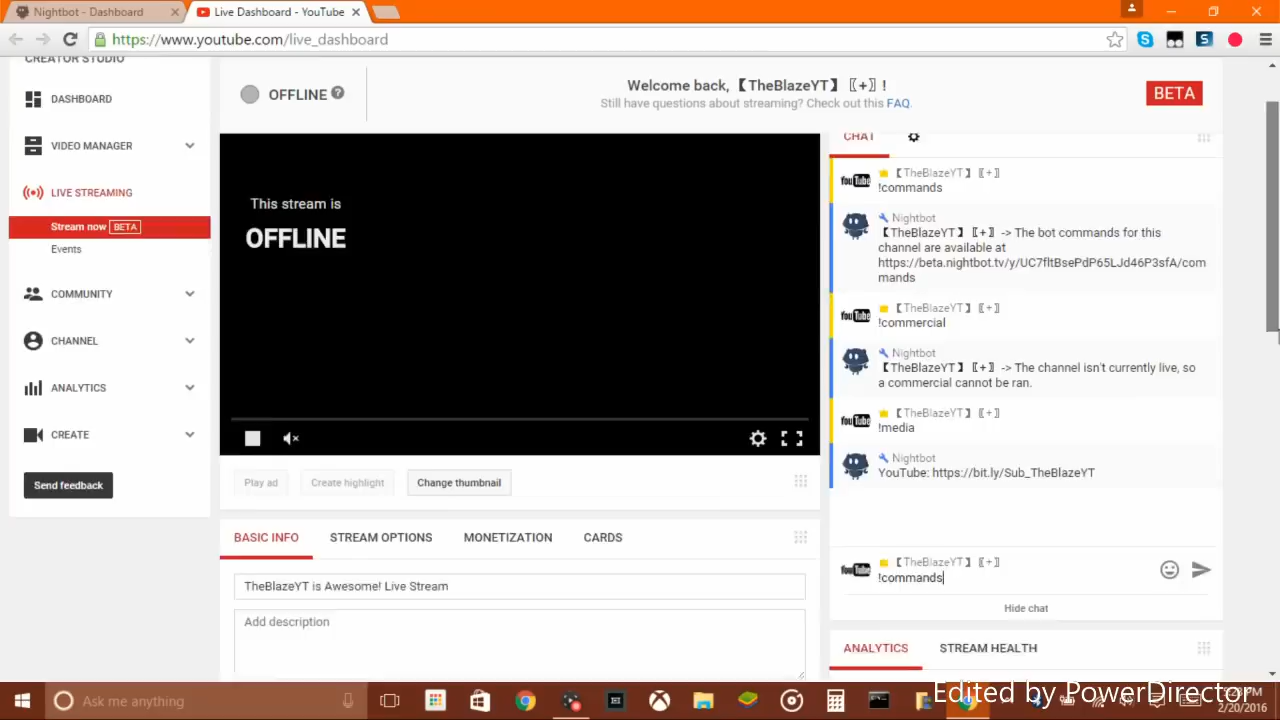 Nightbot - Dashboard
Live Dashboard - YouTube
https://www.youtube.com/live_dashboard
CREATOR STUDIO
DASHBOARD
VIDEO MANAGER
LIVE STREAMING
Stream now BETA
Events
COMMUNITY
CHANNEL
ANALYTICS
CREATE
Send feedback
OFFLINE
Welcome back,【TheBlazeYT】〖+〗!
Still have questions about streaming? Check out this FAQ.
BETA
This stream is
OFFLINE
Play ad
Create highlight
Change thumbnail
BASIC INFO
STREAM OPTIONS
MONETIZATION
CARDS
TheBlazeYT is Awesome! Live Stream
Add description
CHAT
【TheBlazeYT】〖+〗
!commands
Nightbot
【TheBlazeYT】〖+〗 -> The bot commands for this
channel are available at
https://beta.nightbot.tv/y/UC7fltBsePdP65LJd46P3sfA/com
mands
【TheBlazeYT】〖+〗
!commercial
Nightbot
【TheBlazeYT】〖+〗 -> The channel isn't currently live, so
a commercial cannot be ran.
【TheBlazeYT】〖+〗
!media
Nightbot
YouTube: https://bit.ly/Sub_TheBlazeYT
【TheBlazeYT】〖+〗
!commands
Hide chat
ANALYTICS
STREAM HEALTH
Ask me anything
Edited by PowerDirector
2/20/2016